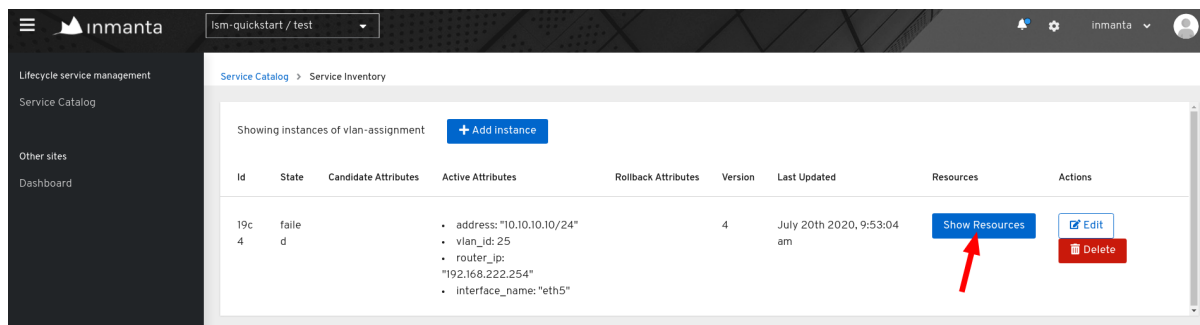 inmanta
lsm-quickstart / test
inmanta
Lifecycle service management
Service Catalog
Other sites
Dashboard
Service Catalog > Service Inventory
Showing instances of vlan-assignment
+ Add instance
Id State Candidate Attributes Active Attributes Rollback Attributes Version Last Updated Resources Actions
19c
4
faile
d
• address: "10.10.10.10/24"
• vlan_id: 25
• router_ip:
"192.168.222.254"
• interface_name: "eth5"
4
July 20th 2020, 9:53:04
am
Show Resources
Edit
Delete